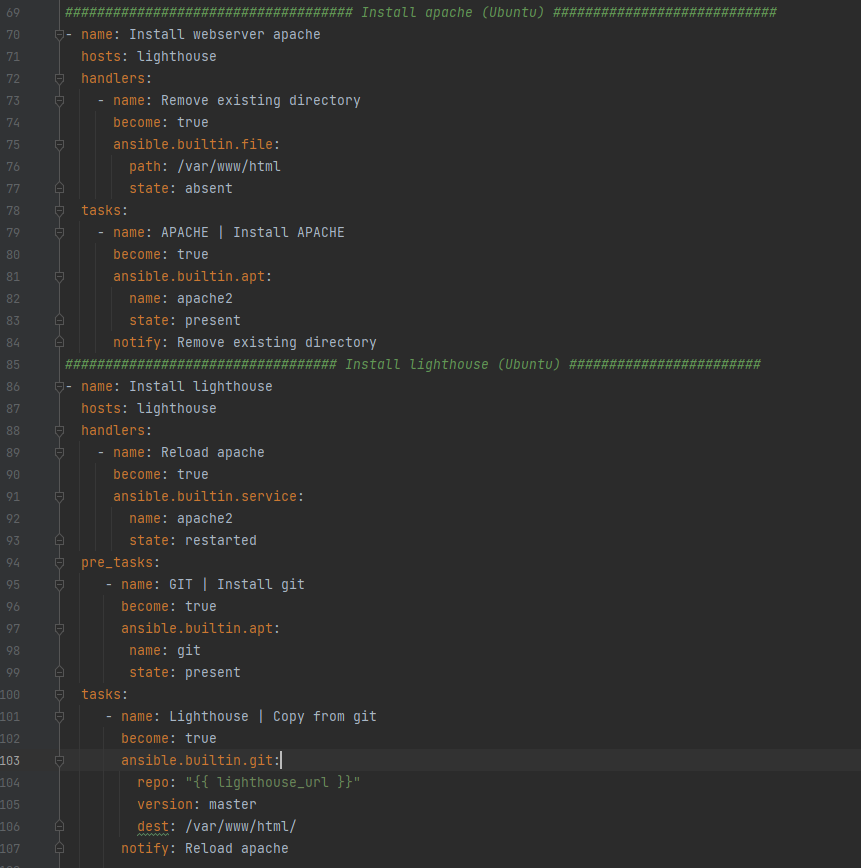 69 #################################### Install apache (Ubuntu) ############################
70 - name: Install webserver apache
71 hosts: lighthouse
72 handlers:
73 - name: Remove existing directory
74 become: true
75 ansible.builtin.file:
76 path: /var/www/html
77 state: absent
78 tasks:
79 - name: APACHE | Install APACHE
80 become: true
81 ansible.builtin.apt:
82 name: apache2
83 state: present
84 notify: Remove existing directory
85 ################################## Install lighthouse (Ubuntu) ########################
86 - name: Install lighthouse
87 hosts: lighthouse
88 handlers:
89 - name: Reload apache
90 become: true
91 ansible.builtin.service:
92 name: apache2
93 state: restarted
94 pre_tasks:
95 - name: GIT | Install git
96 become: true
97 ansible.builtin.apt:
98 name: git
99 state: present
100 tasks:
101 - name: Lighthouse | Copy from git
102 become: true
103 ansible.builtin.git:
104 repo: "{{ lighthouse_url }}"
105 version: master
106 dest: /var/www/html/
107 notify: Reload apache